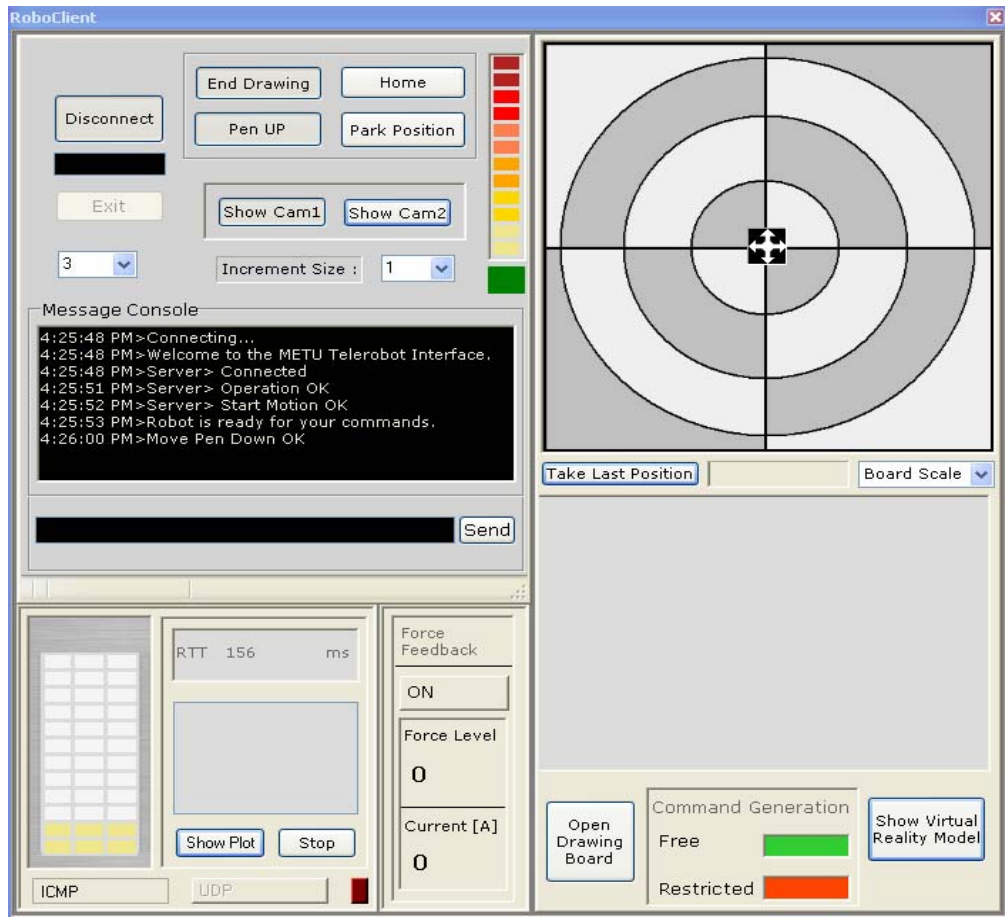 RoboClient
End Drawing
Home
Disconnect
Pen UP
Park Position
Exit
Show Cam1
Show Cam2
3
Increment Size :
1
Message Console
4:25:48 PM>Connecting...
4:25:48 PM>Welcome to the METU Telerobot Interface.
4:25:48 PM>Server> Connected
4:25:51 PM>Server> Operation OK
4:25:52 PM>Server> Start Motion OK
4:25:53 PM>Robot is ready for your commands.
4:26:00 PM>Move Pen Down OK
Send
Take Last Position
Board Scale
RTT 156 ms
Show Plot
Stop
ICMP
UDP
Force
Feedback
ON
Force Level
0
Current [A]
0
Open
Drawing
Board
Command Generation
Free
Restricted
Show Virtual
Reality Model